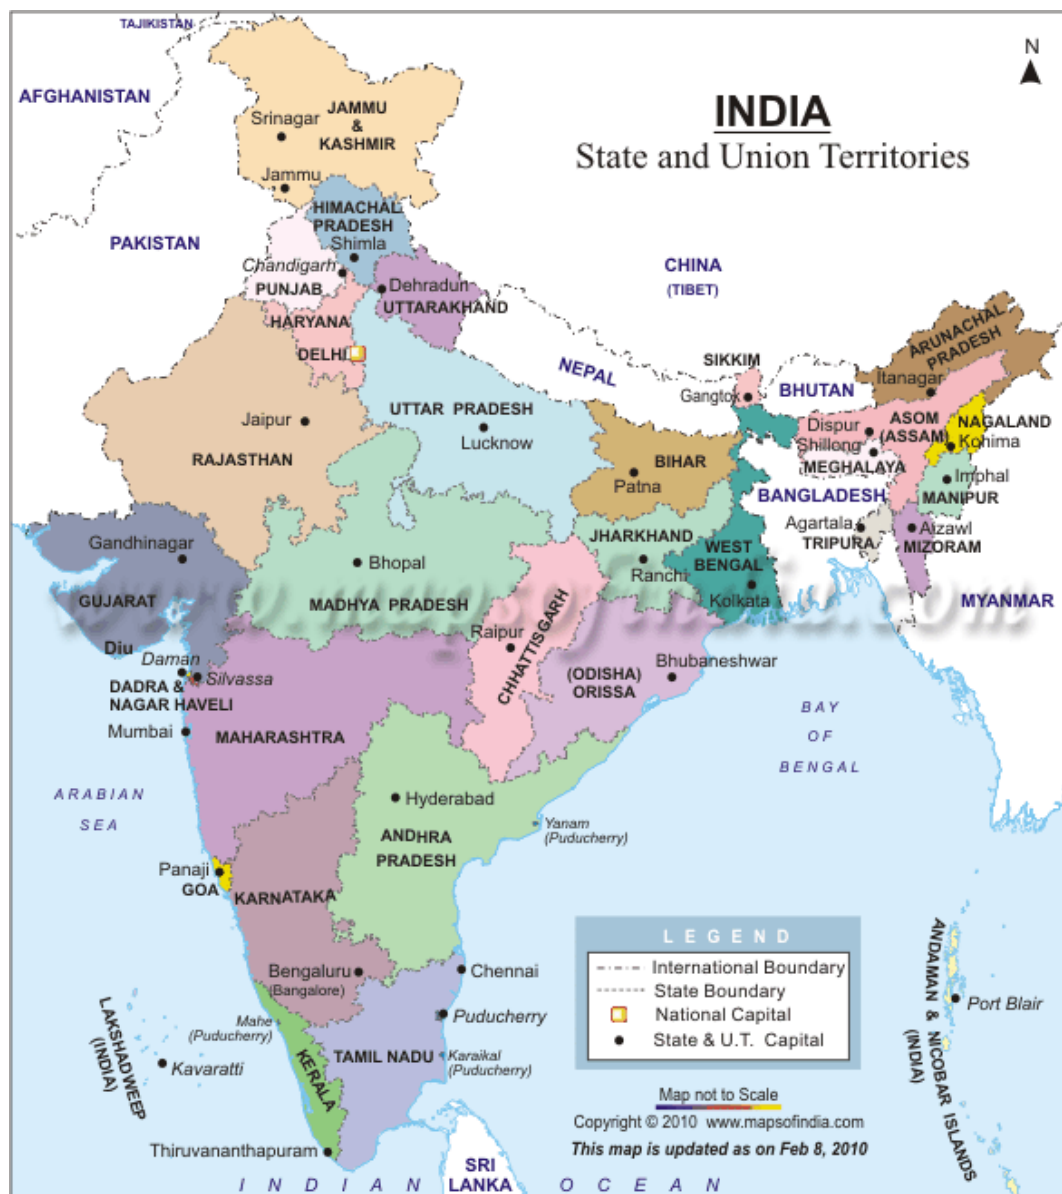 TAJIKISTAN
AFGHANISTAN
N
INDIA
State and Union Territories
JAMMU
&
KASHMIR
Srinagar
Jammu
HIMACHAL
PRADESH
Shimla
PAKISTAN
Chandigarh
PUNJAB
Dehradun
UTTARAKHAND
CHINA
(TIBET)
HARYANA
DELHI
NEPAL
SIKKIM
Gangtok
BHUTAN
ARUNACHAL
PRADESH
Itanagar
Jaipur
RAJASTHAN
UTTAR PRADESH
Lucknow
BIHAR
Patna
Dispur
Shillong
MEGHALAYA
ASOM
(ASSAM)
NAGALAND
Kohima
Imphal
MANIPUR
BANGLADESH
Agartala
TRIPURA
Aizawl
MIZORAM
MYANMAR
Gandhinagar
GUJARAT
Bhopal
MADHYA PRADESH
JHARKHAND
Ranchi
WEST
BENGAL
Kolkata
www.mapsofindia.com
Diu
Daman
Silvassa
DADRA &
NAGAR HAVELI
Mumbai
MAHARASHTRA
Raipur
CHHATTISGARH
(ODISHA)
ORISSA
Bhubaneshwar
BAY
OF
BENGAL
ARABIAN
SEA
Hyderabad
ANDHRA
PRADESH
Yanam
(Puducherry)
Panaji
GOA
KARNATAKA
Bengaluru
(Bangalore)
Chennai
Mahe
(Puducherry)
Puducherry
TAMIL NADU
Karaikal
(Puducherry)
KERALA
Thiruvananthapuram
LAKSHADWEEP
(INDIA)
Kavaratti
LEGEND
International Boundary
State Boundary
National Capital
State & U.T. Capital
Map not to Scale
Copyright © 2010 www.mapsofindia.com
This map is updated as on Feb 8, 2010
ANDAMAN & NICOBAR ISLANDS
(INDIA)
Port Blair
SRI
LANKA
INDIAN OCEAN